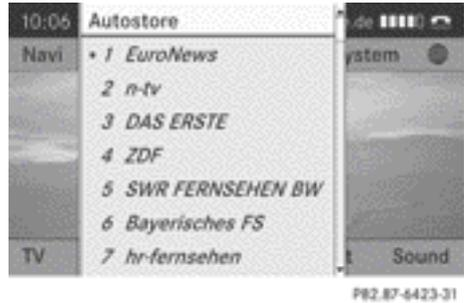 10:06 Autostore .de
Navi • 1 EuroNews ystem
2 n-tv
3 DAS ERSTE
4 ZDF
5 SWR FERNSEHEN BW
6 Bayerisches FS
TV 7 hr-fernsehen t Sound
P82.87-6423-31